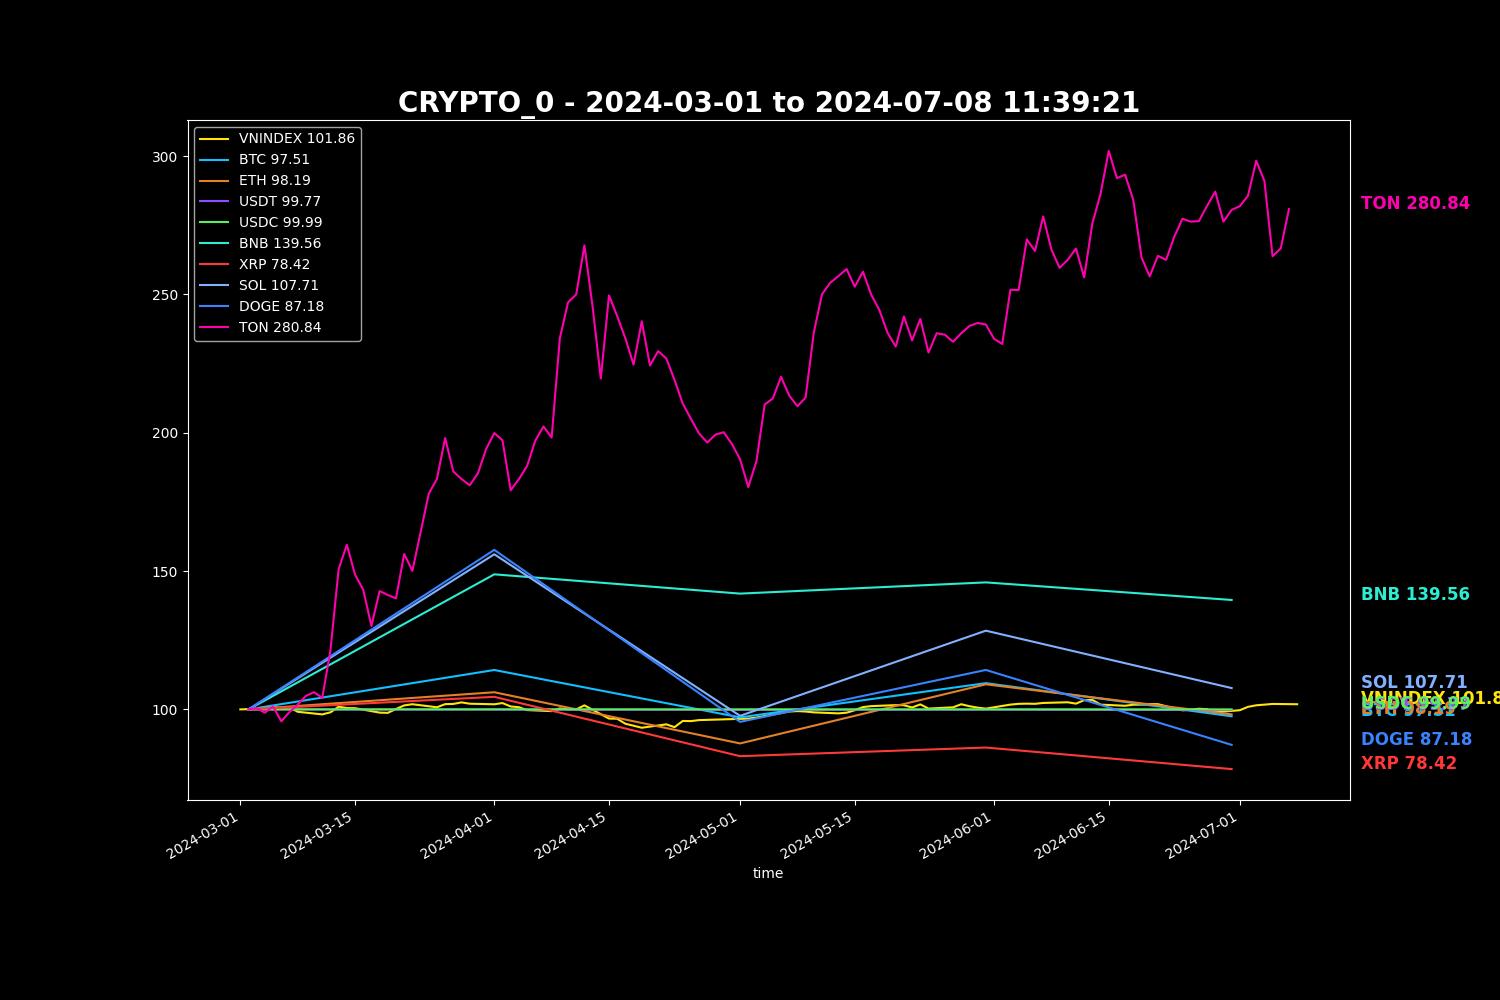 CRYPTO_0 - 2024-03-01 to 2024-07-08 11:39:21
VNINDEX 101.86
BTC 97.51
ETH 98.19
USDT 99.77
USDC 99.99
BNB 139.56
XRP 78.42
SOL 107.71
DOGE 87.18
TON 280.84
300
250
200
150
100
TON 280.84
BNB 139.56
SOL 107.71
VNINDEX 101.8
DOGE 87.18
XRP 78.42
2024-03-01
2024-03-15
2024-04-01
2024-04-15
2024-05-01
2024-05-15
2024-06-01
2024-06-15
2024-07-01
time